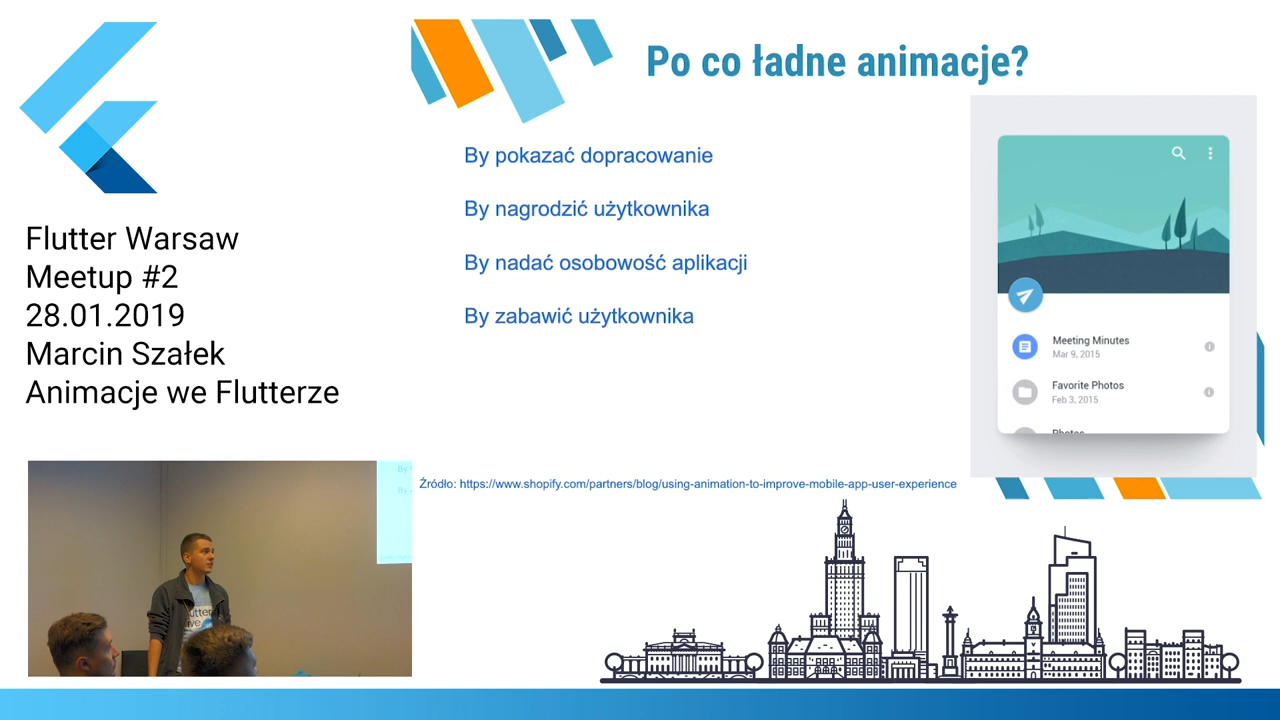 Flutter Warsaw
Meetup #2
28.01.2019
Marcin Szałek
Animacje we Flutterze
Po co ładne animacje?
By pokazać dopracowanie
By nagrodzić użytkownika
By nadać osobowość aplikacji
By zabawić użytkownika
Meeting Minutes
Mar 9, 2015
Favorite Photos
Feb 3, 2015
Photos
Źródło: https://www.shopify.com/partners/blog/using-animation-to-improve-mobile-app-user-experience